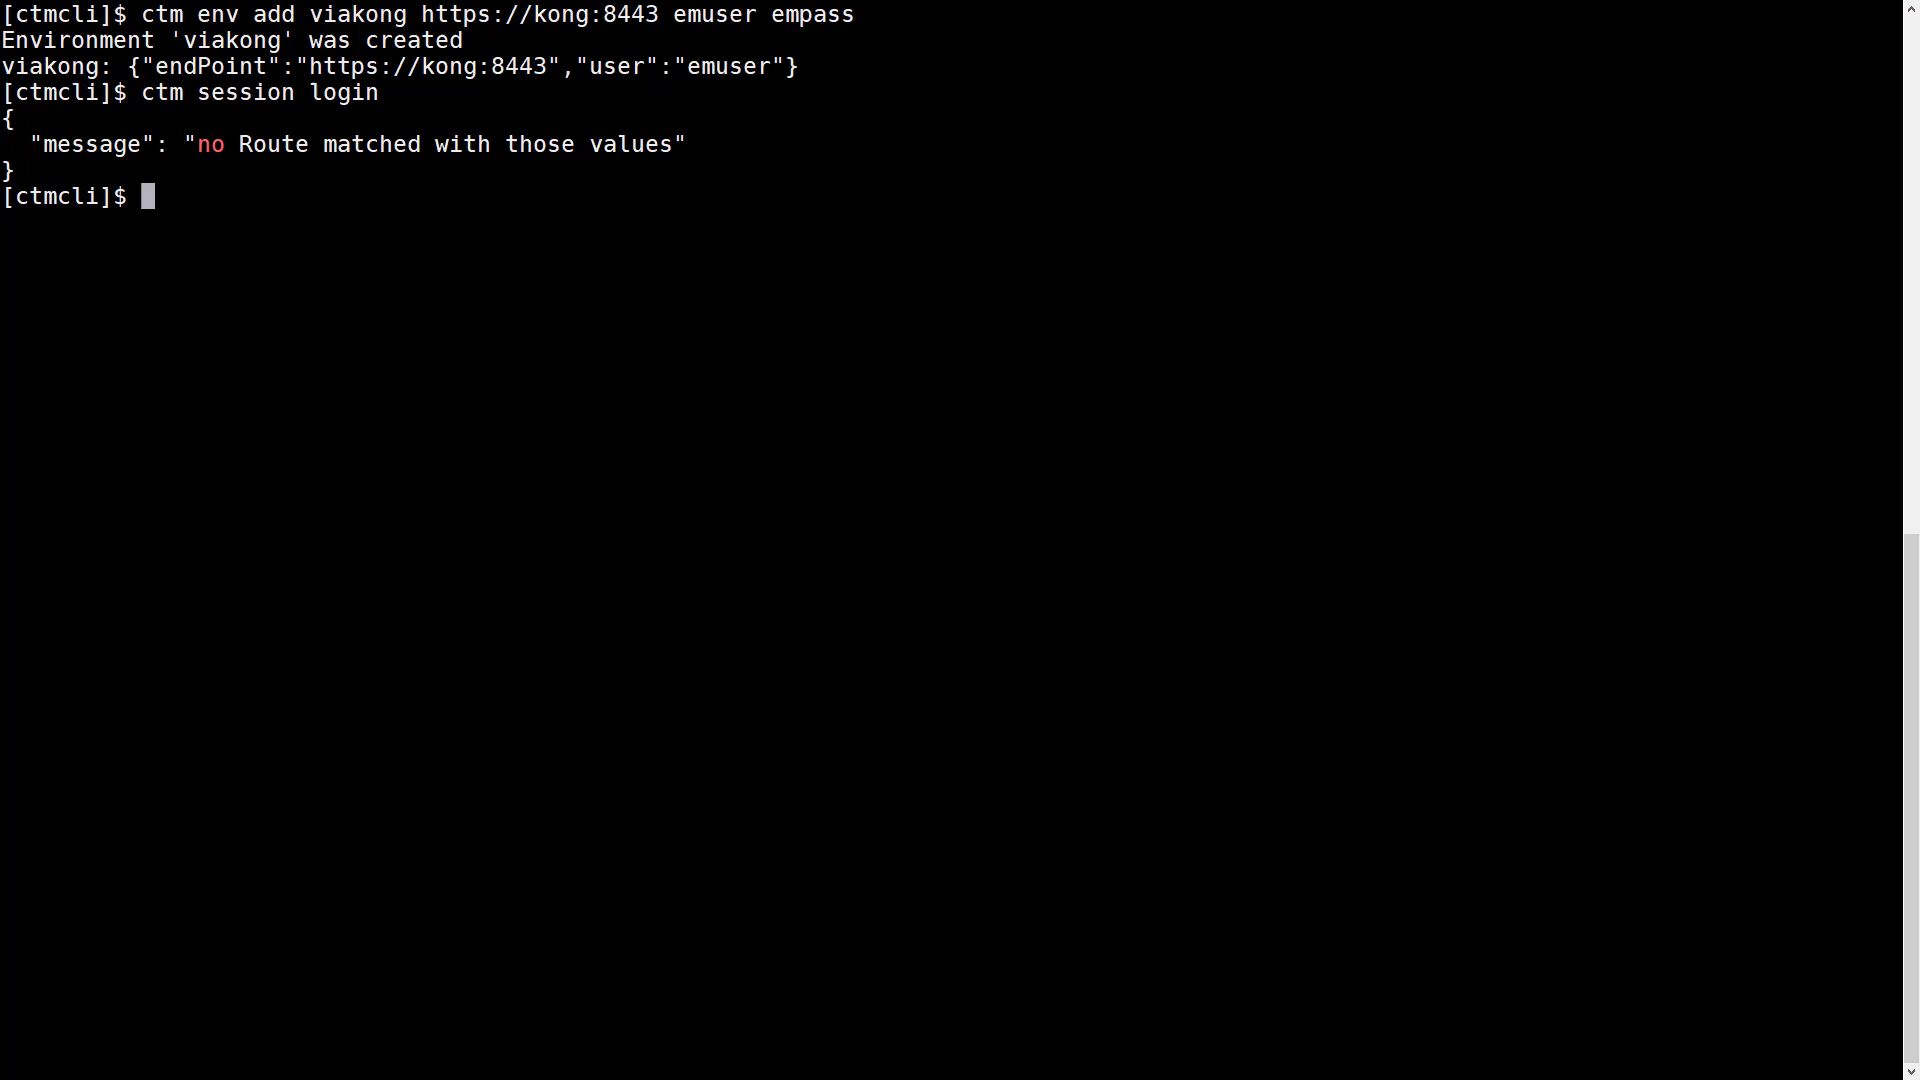 [ctmcli]$ ctm env add viakong https://kong:8443 emuser empass
Environment 'viakong' was created
viakong: {"endPoint":"https://kong:8443","user":"emuser"}
[ctmcli]$ ctm session login
{
  "message": "no Route matched with those values"
}
[ctmcli]$